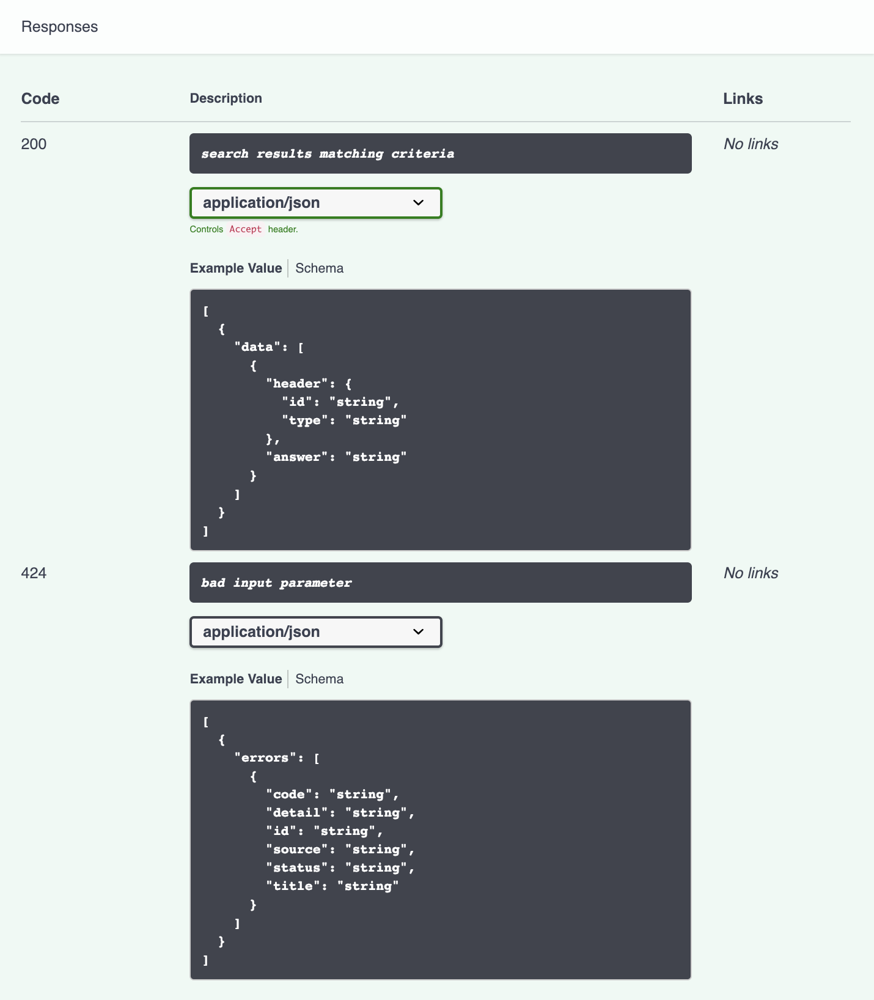 Responses
Code Description Links
200 search results matching criteria No links
application/json
Controls Accept header.
Example Value Schema
[
  {
    "data": [
      {
        "header": {
          "id": "string",
          "type": "string"
        },
        "answer": "string"
      }
    ]
  }
]
424 bad input parameter No links
application/json
Example Value Schema
[
  {
    "errors": [
      {
        "code": "string",
        "detail": "string",
        "id": "string",
        "source": "string",
        "status": "string",
        "title": "string"
      }
    ]
  }
]